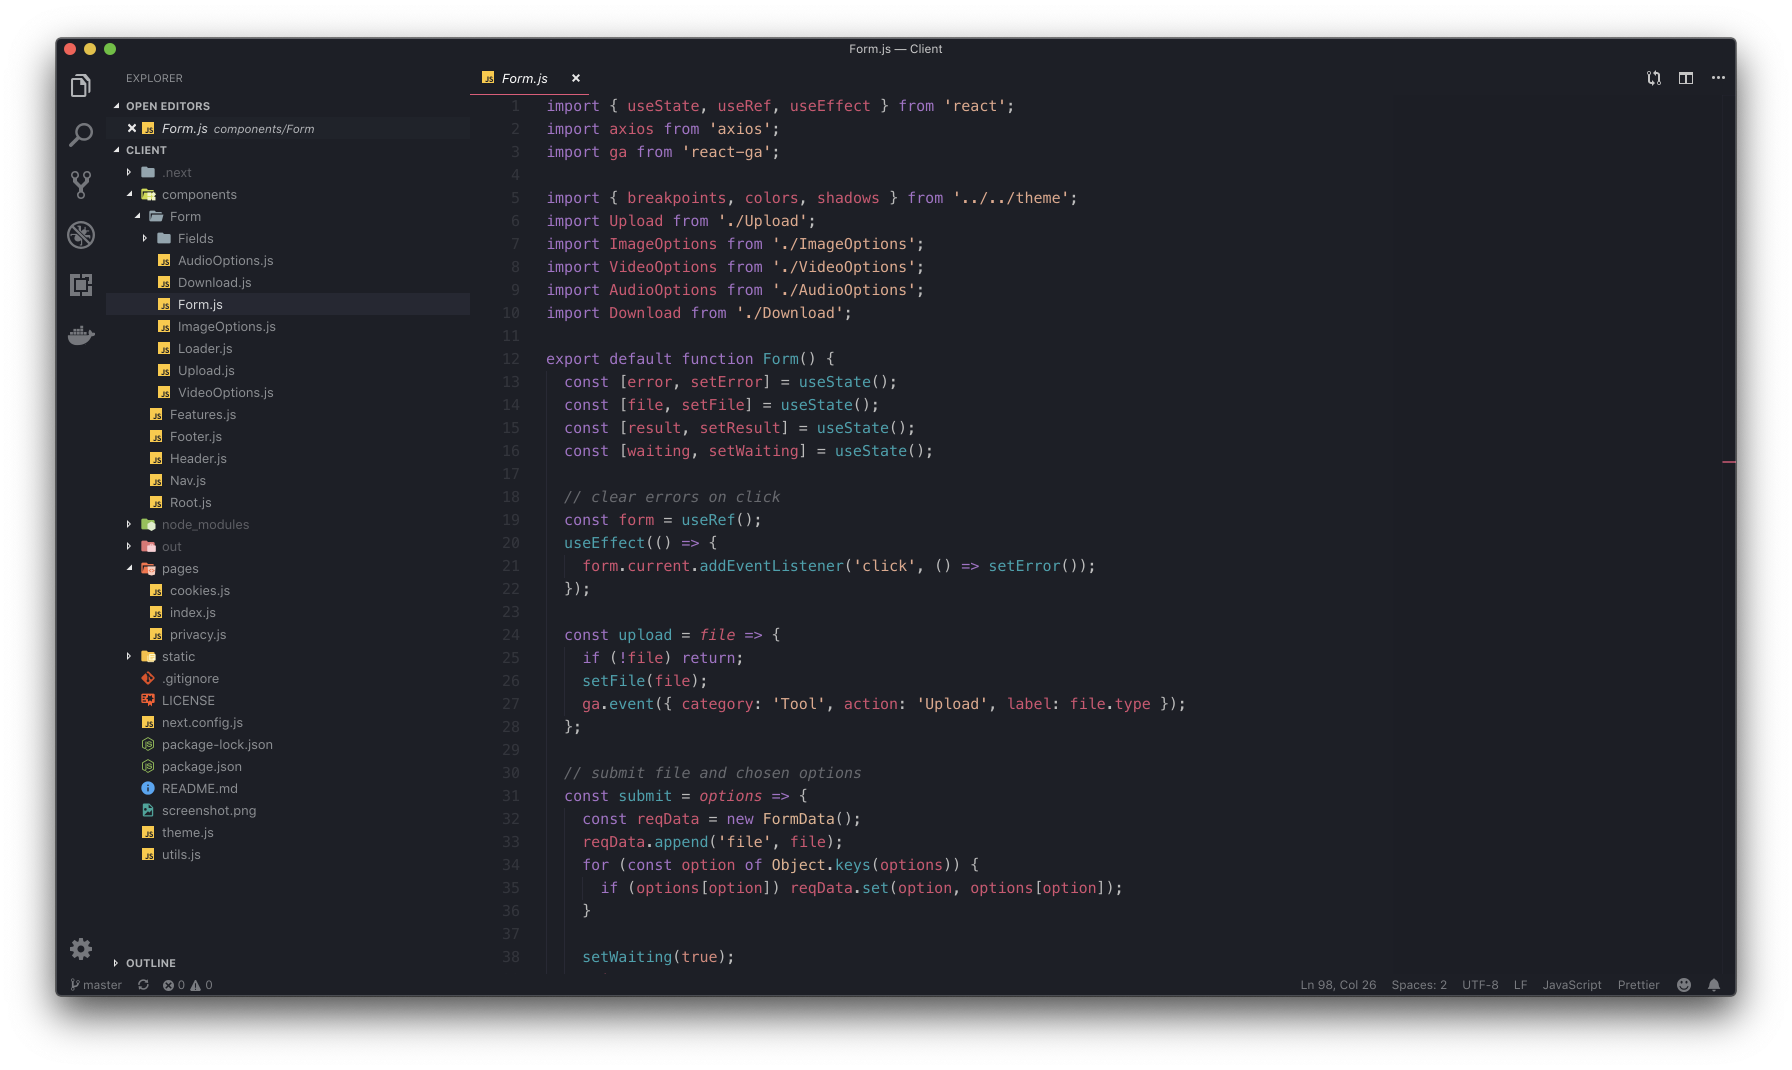 Form.js — Client
EXPLORER
OPEN EDITORS
Form.js components/Form
CLIENT
.next
components
Form
Fields
AudioOptions.js
Download.js
Form.js
ImageOptions.js
Loader.js
Upload.js
VideoOptions.js
Features.js
Footer.js
Header.js
Nav.js
Root.js
node_modules
out
pages
cookies.js
index.js
privacy.js
static
.gitignore
LICENSE
next.config.js
package-lock.json
package.json
README.md
screenshot.png
theme.js
utils.js
OUTLINE
Form.js
1 import { useState, useRef, useEffect } from 'react';
2 import axios from 'axios';
3 import ga from 'react-ga';
4
5 import { breakpoints, colors, shadows } from '../../theme';
6 import Upload from './Upload';
7 import ImageOptions from './ImageOptions';
8 import VideoOptions from './VideoOptions';
9 import AudioOptions from './AudioOptions';
10 import Download from './Download';
11
12 export default function Form() {
13 const [error, setError] = useState();
14 const [file, setFile] = useState();
15 const [result, setResult] = useState();
16 const [waiting, setWaiting] = useState();
17
18 // clear errors on click
19 const form = useRef();
20 useEffect(() => {
21 form.current.addEventListener('click', () => setError());
22 });
23
24 const upload = file => {
25 if (!file) return;
26 setFile(file);
27 ga.event({ category: 'Tool', action: 'Upload', label: file.type });
28 };
29
30 // submit file and chosen options
31 const submit = options => {
32 const reqData = new FormData();
33 reqData.append('file', file);
34 for (const option of Object.keys(options)) {
35 if (options[option]) reqData.set(option, options[option]);
36 }
37
38 setWaiting(true);
master 0 0 Ln 98, Col 26 Spaces: 2 UTF-8 LF JavaScript Prettier